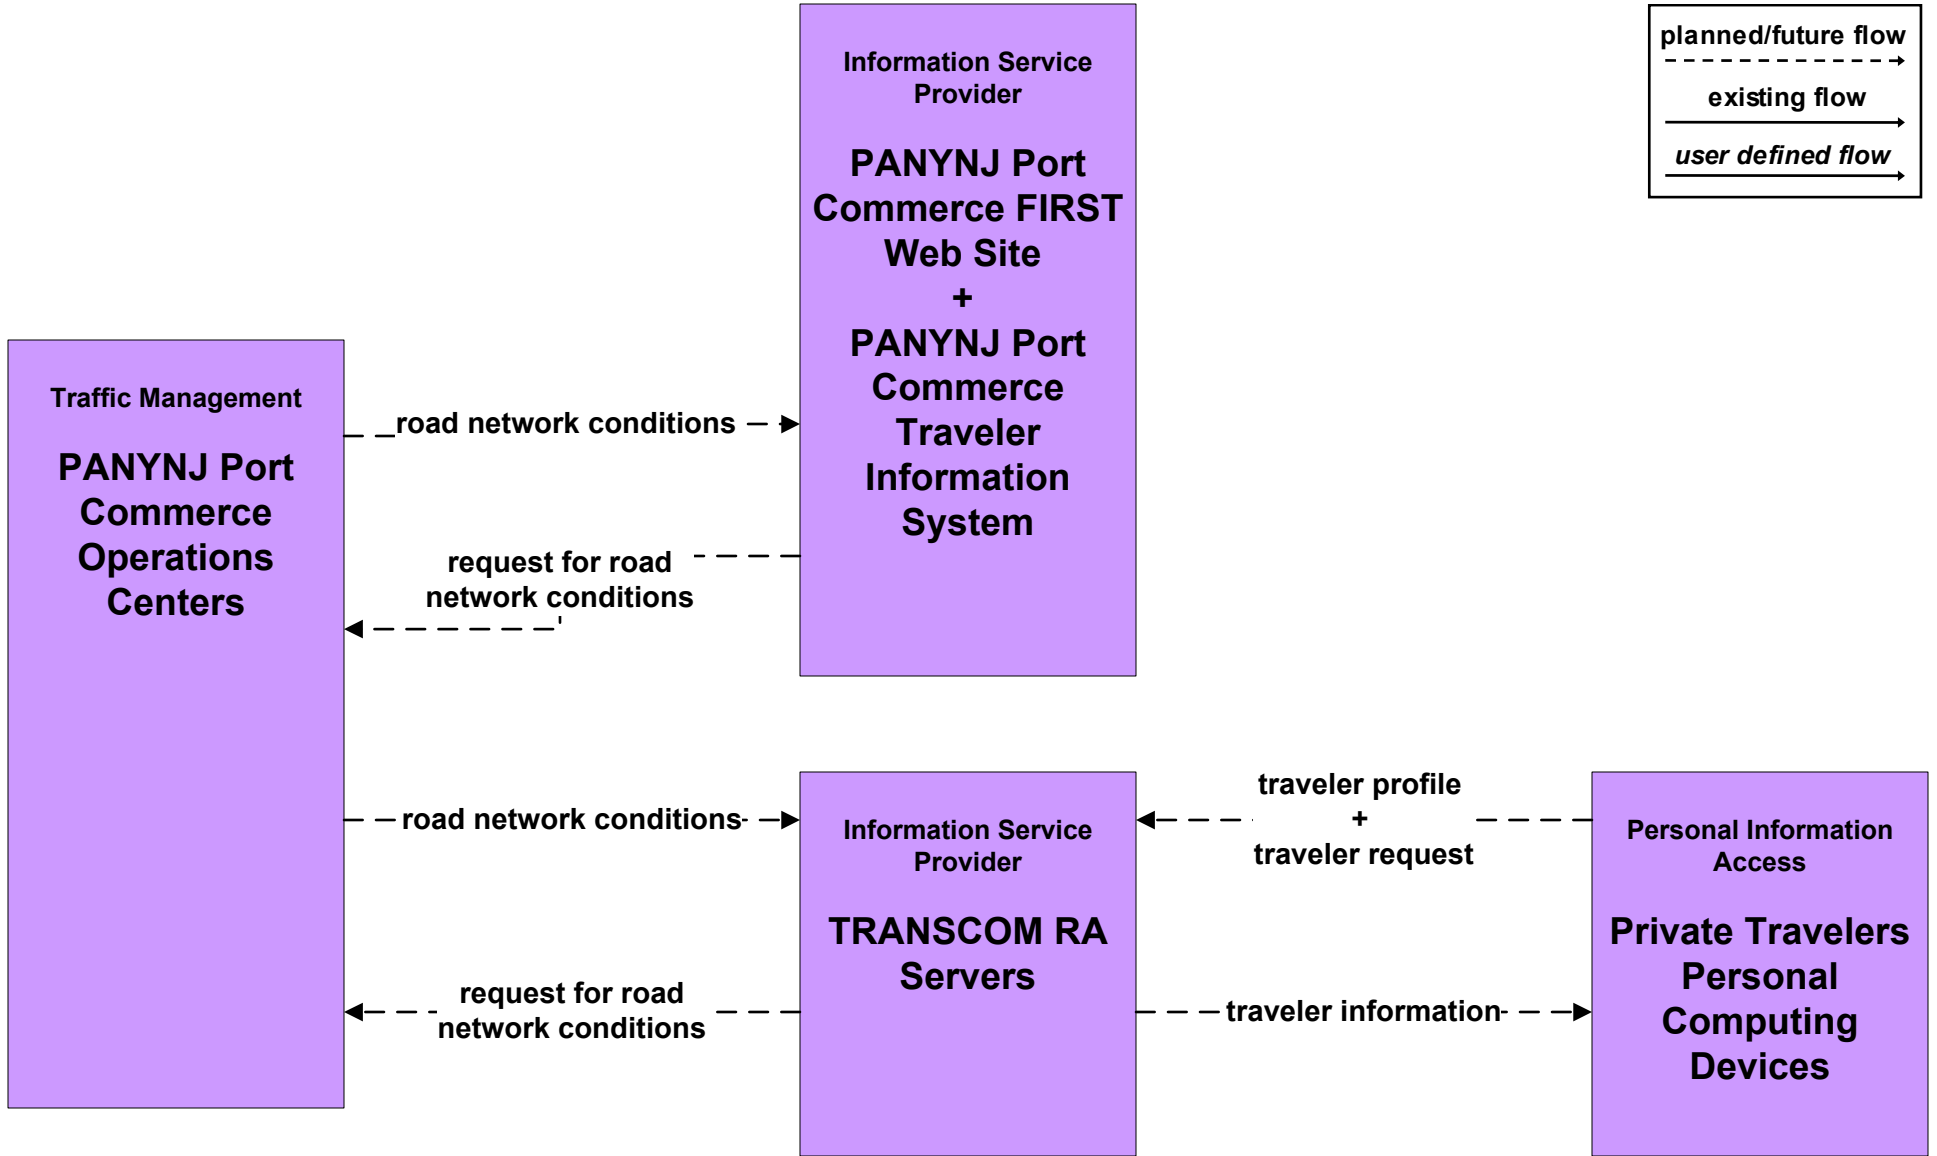 planned/future flow
existing flow
user defined flow
Information Service
Provider
PANYNJ Port
Commerce FIRST
Web Site
+
PANYNJ Port
Commerce
Traveler
Information
System
Traffic Management
PANYNJ Port
Commerce
Operations
Centers
road network conditions
request for road
network conditions
road network conditions
request for road
network conditions
Information Service
Provider
TRANSCOM RA
Servers
traveler profile
+
traveler request
traveler information
Personal Information
Access
Private Travelers
Personal
Computing
Devices